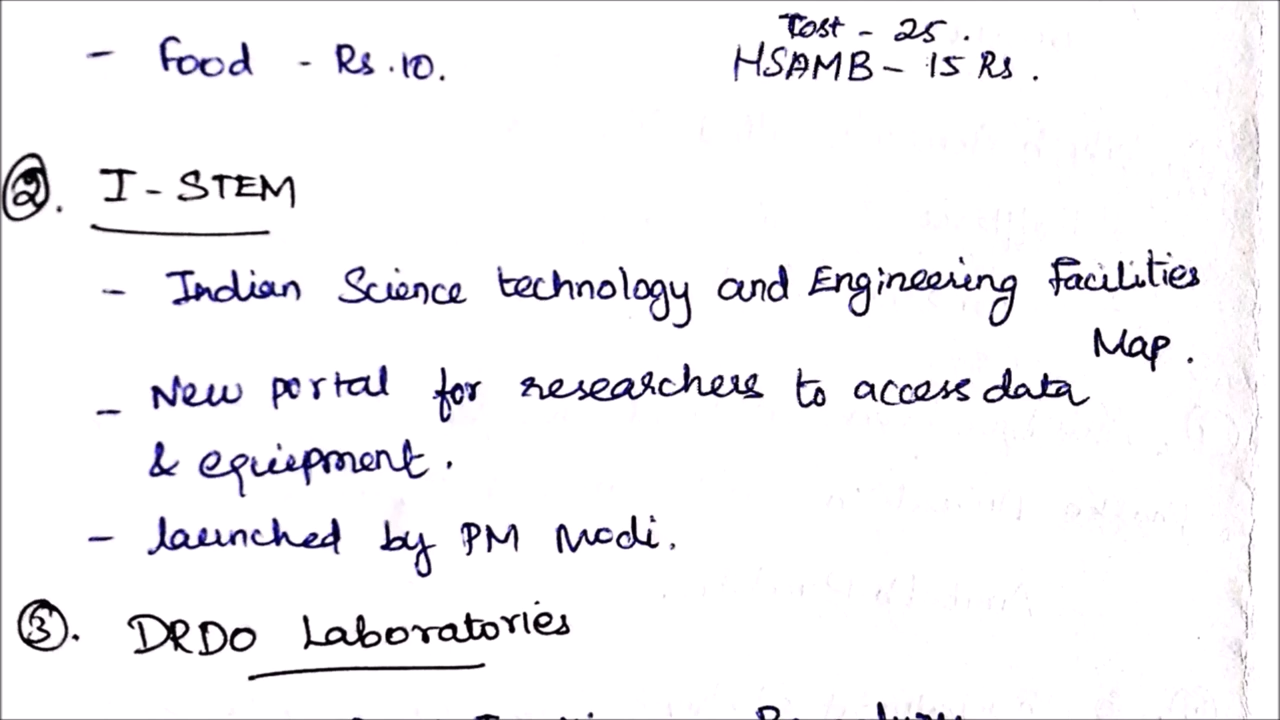 Tost - 25.
- Food - Rs.10.
HSAMB - 15 Rs.
②. I - STEM
- Indian Science technology and Engineering Facilities
Map.
- New portal for researchers to access data
& equiepment.
- launched by PM Modi.
③. DRDO Laboratories